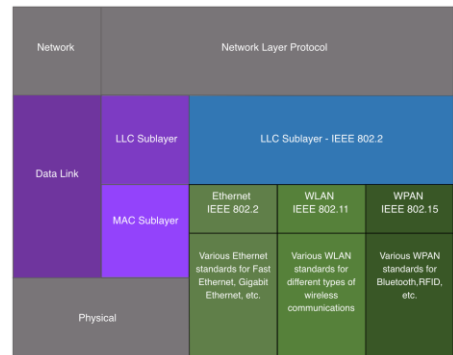 Network
Network Layer Protocol
Data Link
LLC Sublayer
LLC Sublayer - IEEE 802.2
MAC Sublayer
Ethernet
IEEE 802.2
WLAN
IEEE 802.11
WPAN
IEEE 802.15
Various Ethernet
standards for Fast
Ethernet, Gigabit
Ethernet, etc.
Various WLAN
standards for
different types of
wireless
communications
Various WPAN
standards for
Bluetooth,RFID,
etc.
Physical